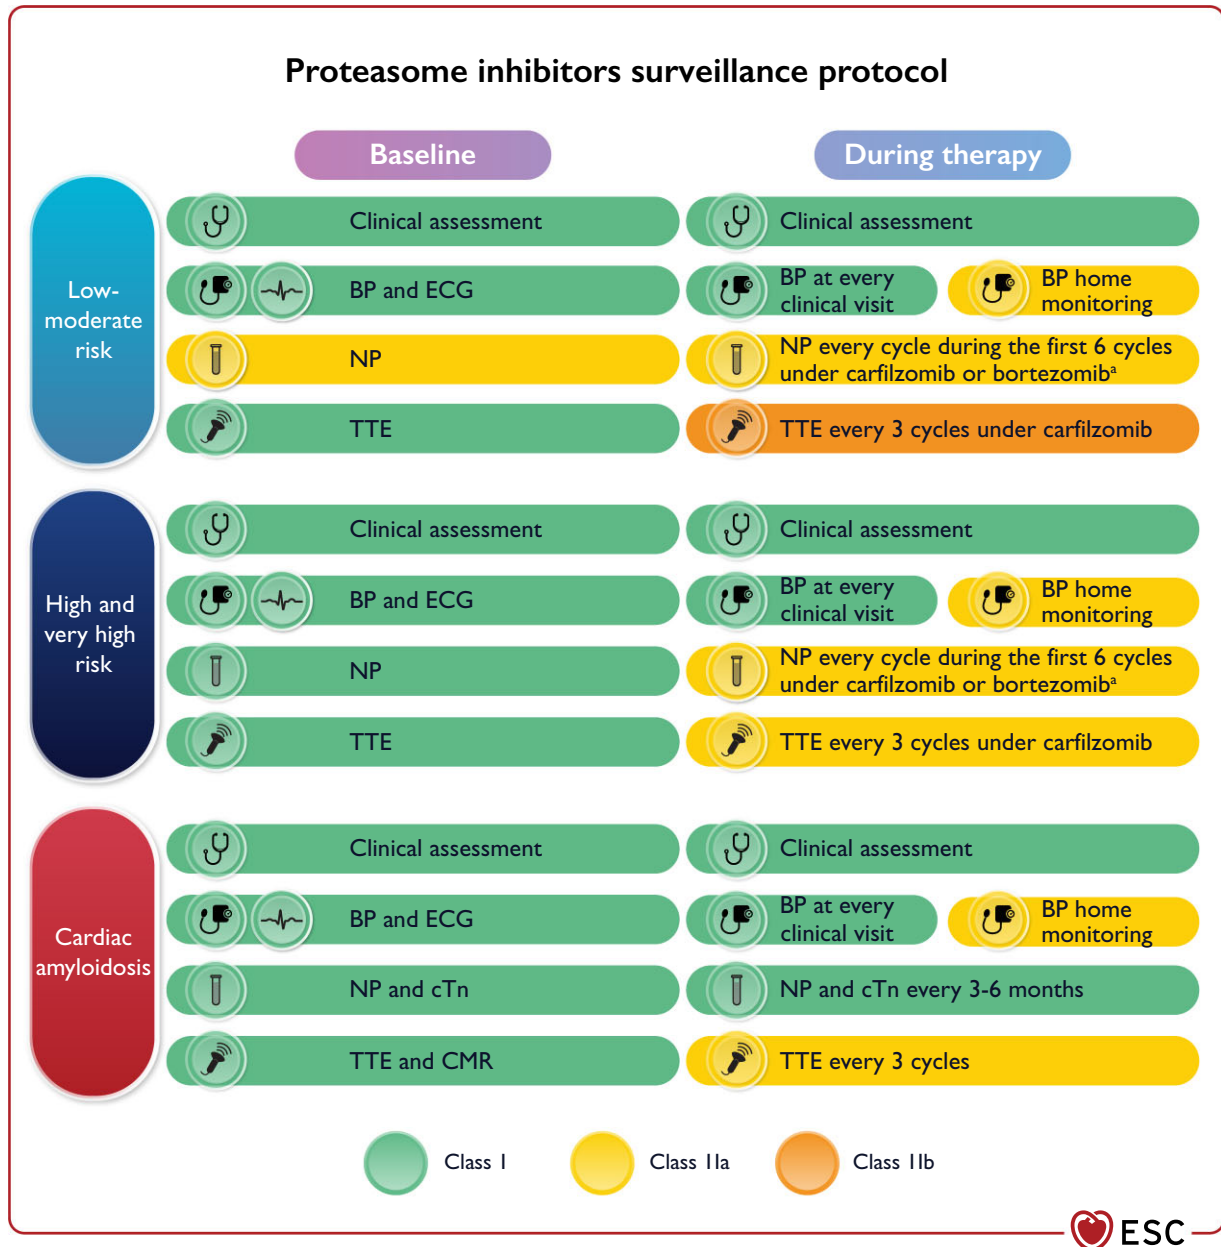 Proteasome inhibitors surveillance protocol
Baseline
During therapy
Low-
moderate
risk
Clinical assessment
Clinical assessment
BP and ECG
BP at every
clinical visit
BP home
monitoring
NP
NP every cycle during the first 6 cycles
under carfilzomib or bortezomibᵃ
TTE
TTE every 3 cycles under carfilzomib
High and
very high
risk
Clinical assessment
Clinical assessment
BP and ECG
BP at every
clinical visit
BP home
monitoring
NP
NP every cycle during the first 6 cycles
under carfilzomib or bortezomibᵃ
TTE
TTE every 3 cycles under carfilzomib
Cardiac
amyloidosis
Clinical assessment
Clinical assessment
BP and ECG
BP at every
clinical visit
BP home
monitoring
NP and cTn
NP and cTn every 3-6 months
TTE and CMR
TTE every 3 cycles
Class I
Class IIa
Class IIb
ESC